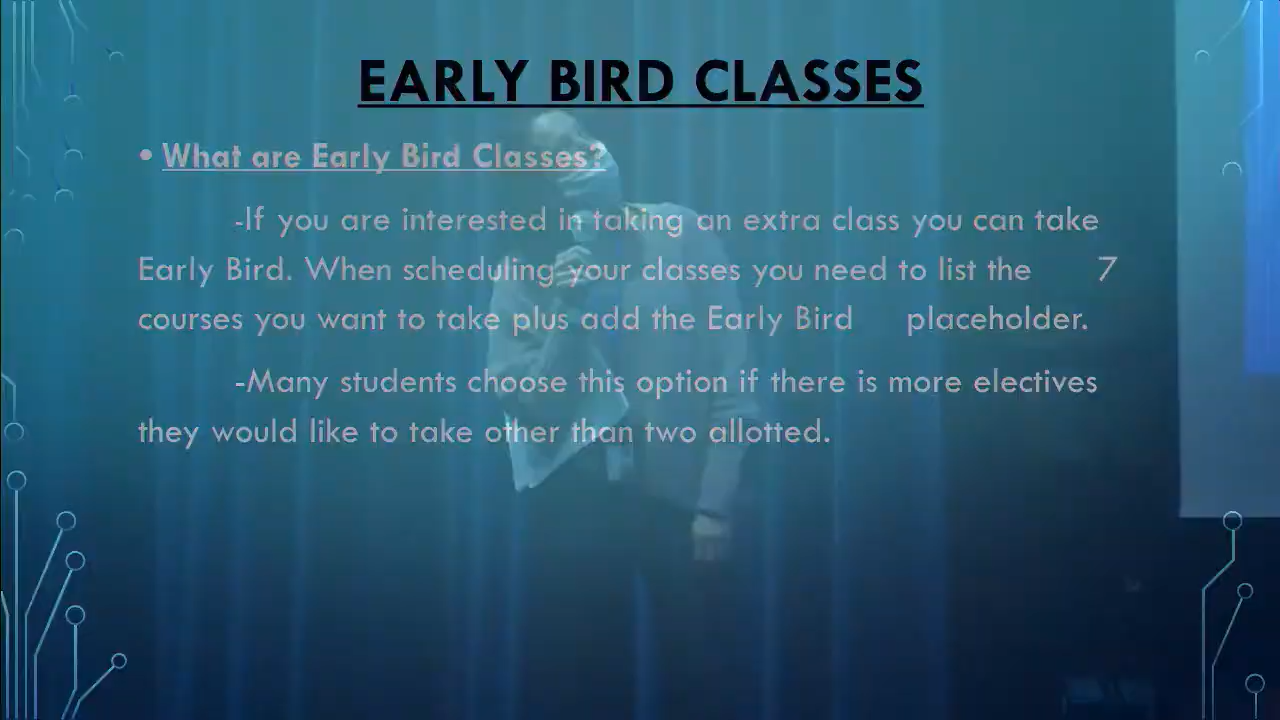 EARLY BIRD CLASSES
• What are Early Bird Classes?
-If you are interested in taking an extra class you can take
Early Bird. When scheduling your classes you need to list the 7
courses you want to take plus add the Early Bird placeholder.
-Many students choose this option if there is more electives
they would like to take other than two allotted.